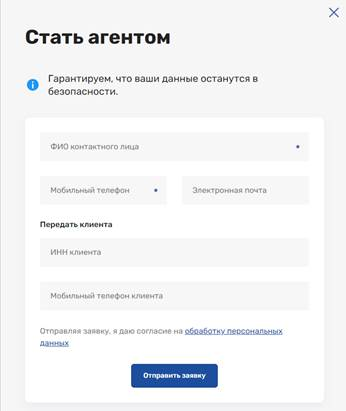 Стать агентом
Гарантируем, что ваши данные останутся в
безопасности.
ФИО контактного лица
Мобильный телефон
Электронная почта
Передать клиента
ИНН клиента
Мобильный телефон клиента
Отправляя заявку, я даю согласие на обработку персональных
данных
Отправить заявку